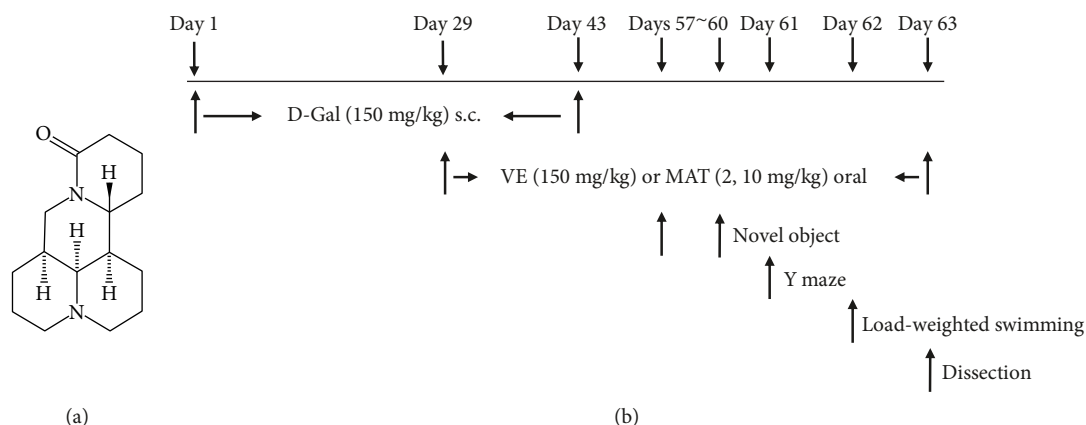 Day 1 Day 29 Day 43 Days 57~60 Day 61 Day 62 Day 63
D-Gal (150 mg/kg) s.c.
VE (150 mg/kg) or MAT (2, 10 mg/kg) oral
Novel object
Y maze
Load-weighted swimming
Dissection
O
H
N
H
H
H
N
(a) (b)